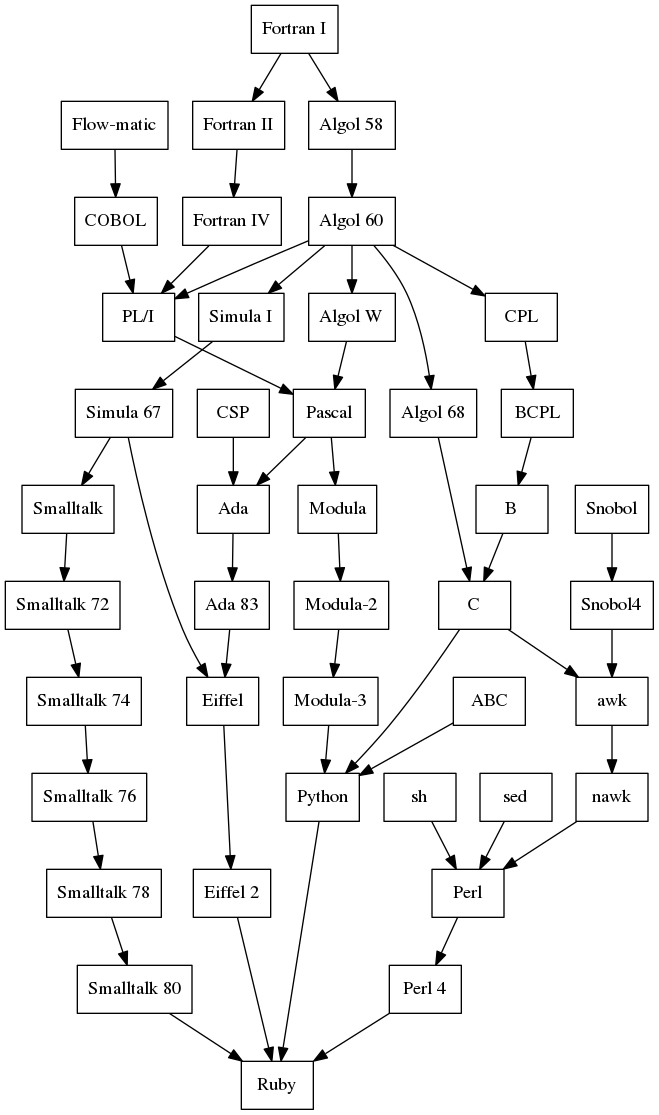 Fortran I
Flow-matic
Fortran II
Algol 58
COBOL
Fortran IV
Algol 60
PL/I
Simula I
Algol W
CPL
Simula 67
CSP
Pascal
Algol 68
BCPL
Smalltalk
Ada
Modula
B
Snobol
Smalltalk 72
Ada 83
Modula-2
C
Snobol4
Smalltalk 74
Eiffel
Modula-3
ABC
awk
Smalltalk 76
Python
sh
sed
nawk
Smalltalk 78
Eiffel 2
Perl
Smalltalk 80
Perl 4
Ruby